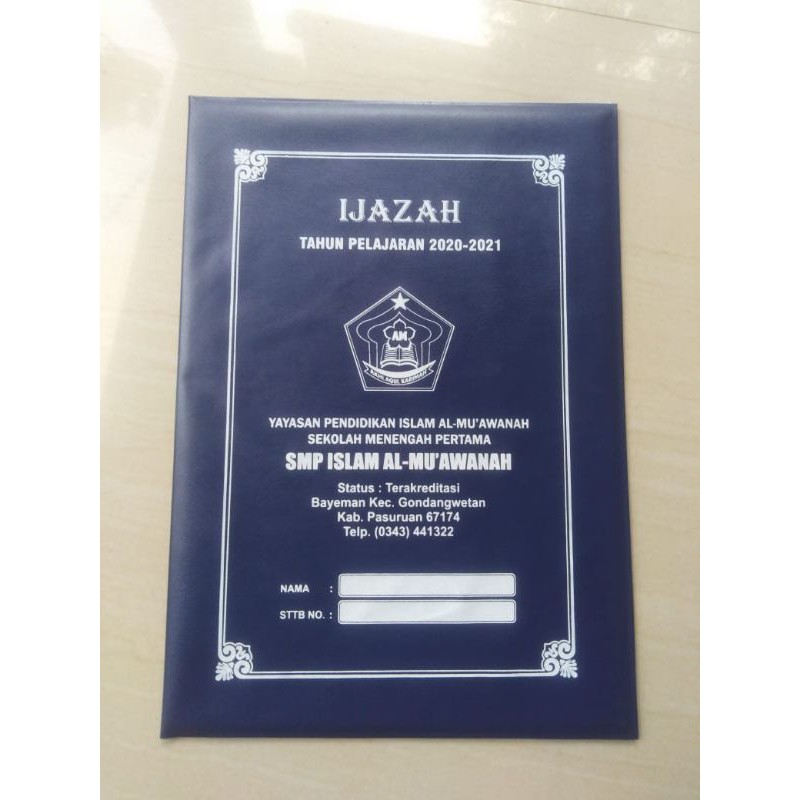 IJAZAH
TAHUN PELAJARAN 2020-2021
AM
YAYASAN PENDIDIKAN ISLAM AL-MU'AWANAH
SEKOLAH MENENGAH PERTAMA
SMP ISLAM AL-MU'AWANAH
Status : Terakreditasi
Bayeman Kec. Gondangwetan
Kab. Pasuruan 67174
Telp. (0343) 441322
NAMA :
STTB NO. :